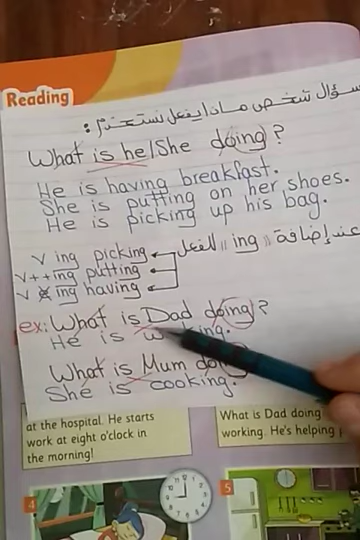 Reading
سؤال شخص ماذا يفعل نستخدم :
What is he/She doing ?
He is having breakfast.
She is putting on her shoes.
He is picking up his bag.
عند إضافة "ing" للفعل
V ing picking
V++ing putting
V e ing having
ex: What is Dad doing ?
He is working.
What is Mum
She is cooking.
at the hospital. He starts
work at eight o'clock in
the morning!
What is Dad doing
working. He's helping
4
5